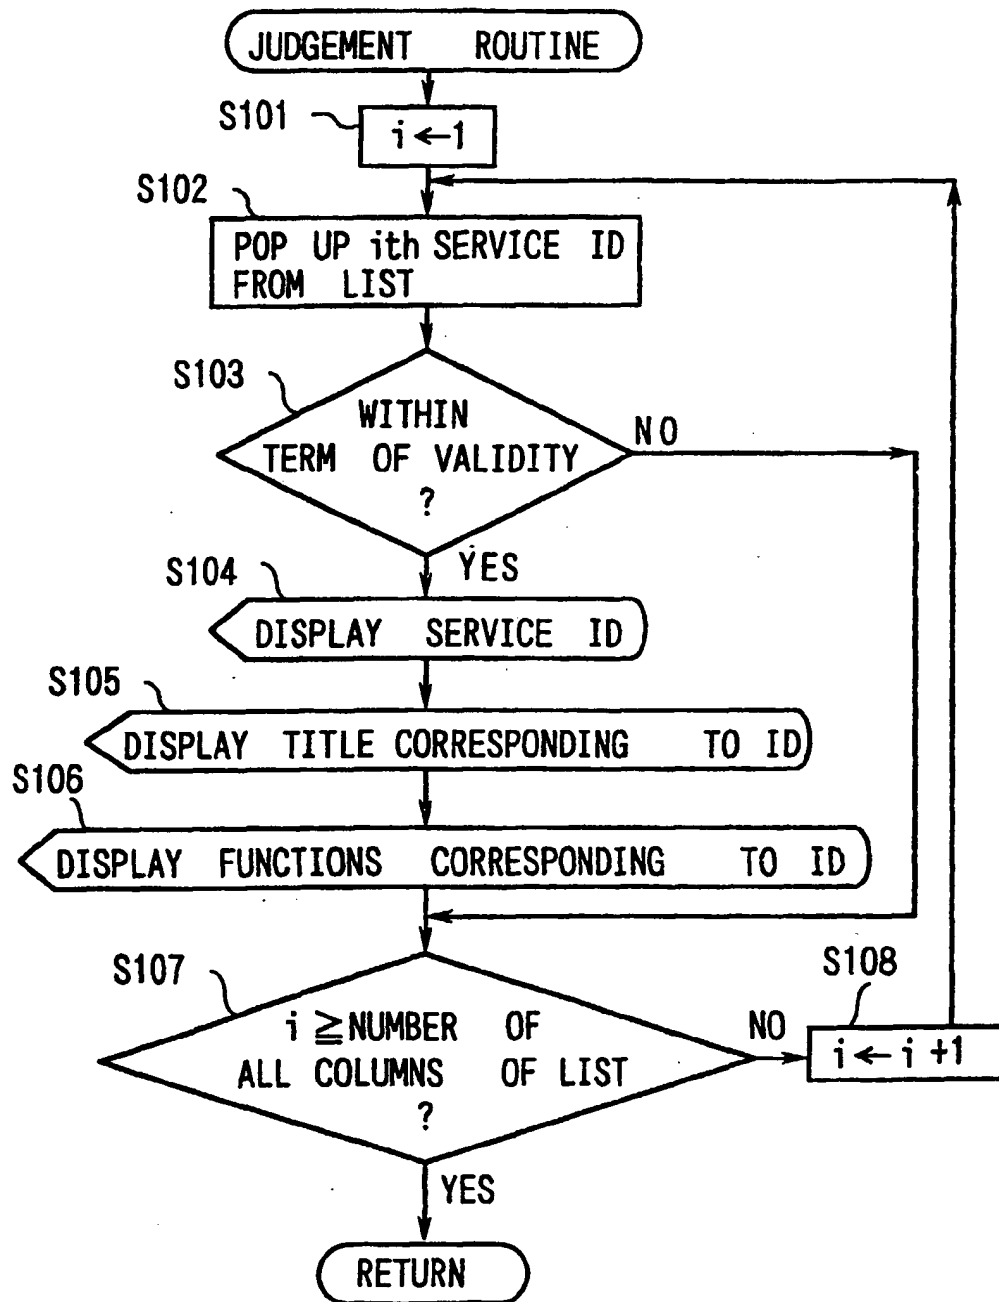 JUDGEMENT ROUTINE
S101
i←1
S102
POP UP ith SERVICE ID
FROM LIST
S103
WITHIN
TERM OF VALIDITY
?
NO
YES
S104
DISPLAY SERVICE ID
S105
DISPLAY TITLE CORRESPONDING TO ID
S106
DISPLAY FUNCTIONS CORRESPONDING TO ID
S107
i ≧ NUMBER OF
ALL COLUMNS OF LIST
?
NO
S108
i ← i +1
YES
RETURN